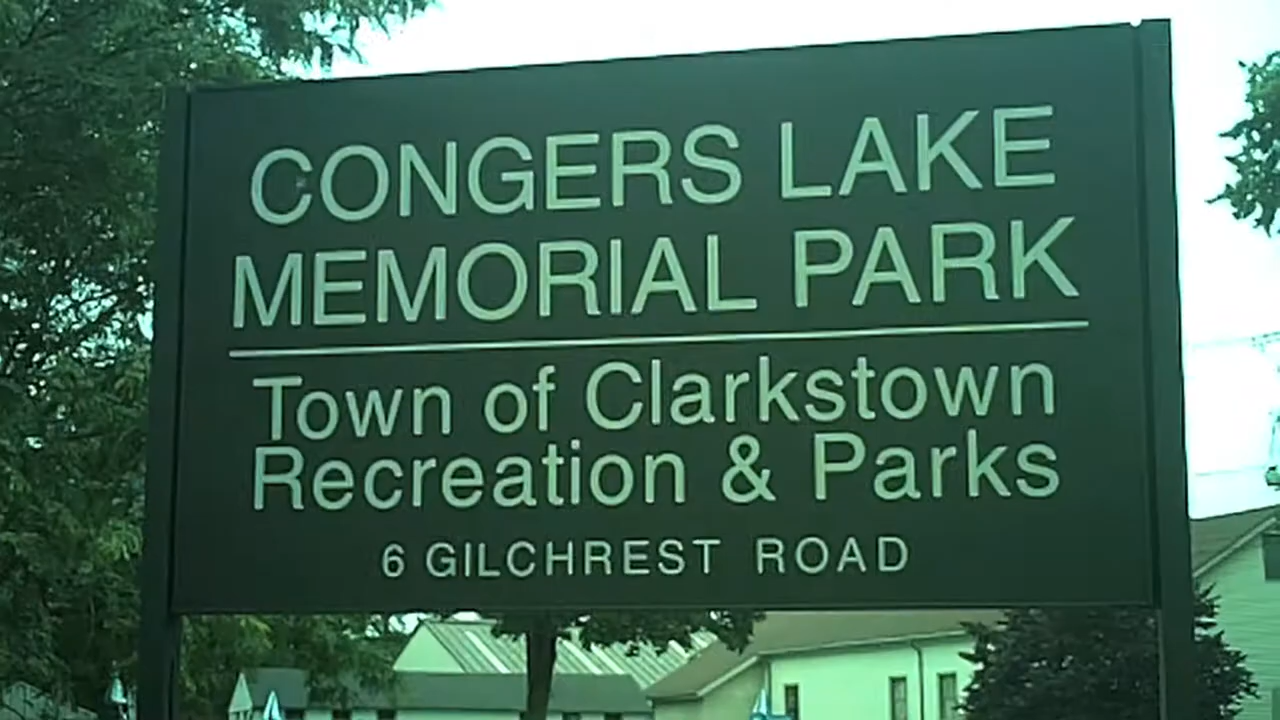 CONGERS LAKE
MEMORIAL PARK
Town of Clarkstown
Recreation & Parks
6 GILCHREST ROAD